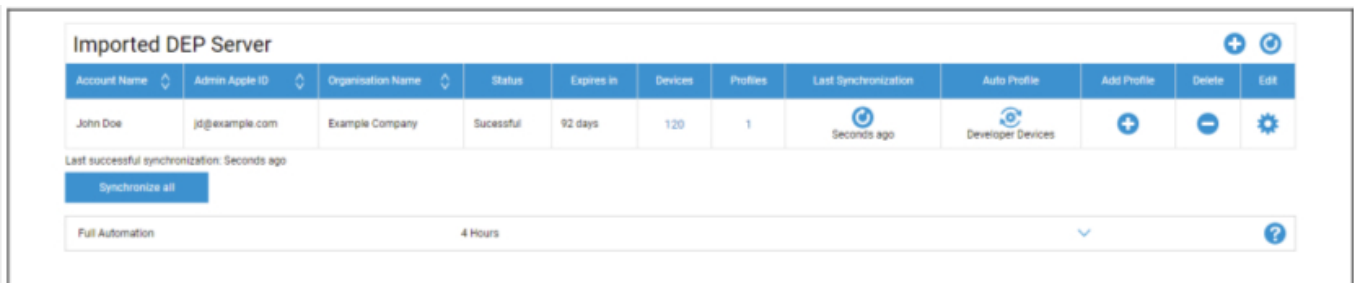 Imported DEP Server
Account Name Admin Apple ID Organisation Name Status Expires in Devices Profiles Last Synchronization Auto Profile Add Profile Delete Edit
John Doe jd@example.com Example Company Sucessful 92 days 120 1 Seconds ago Developer Devices
Last successful synchronization: Seconds ago
Synchronize all
Full Automation 4 Hours